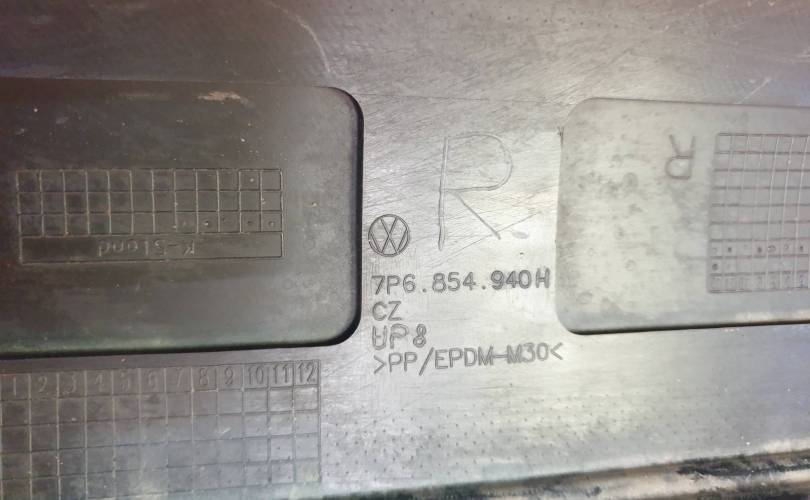 R
R
K-Stand
7P6.854.940H
CZ
UP8
>PP/EPDM-M30<
1 2 3 4 5 6 7 8 9 10 11 12